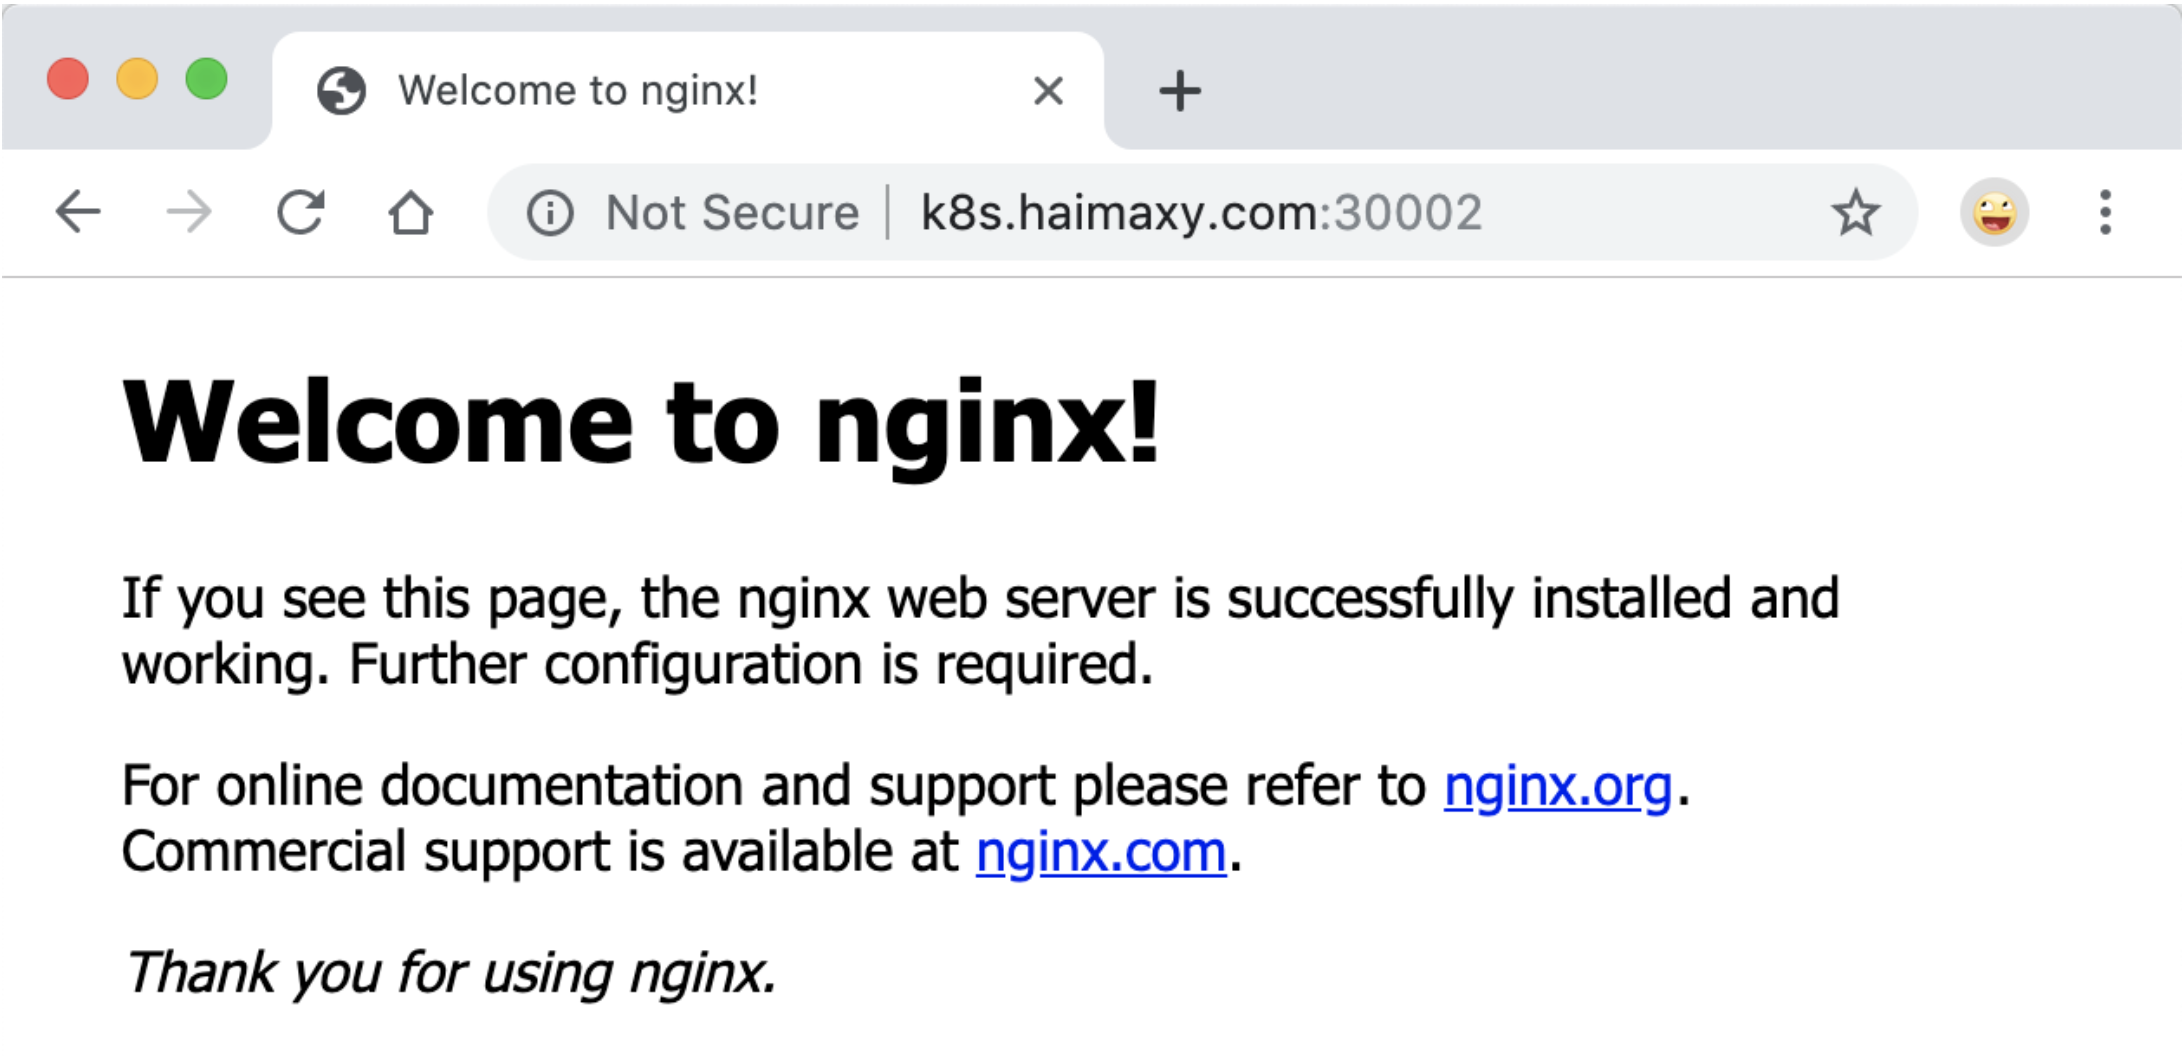 Welcome to nginx!
Not Secure | k8s.haimaxy.com:30002
Welcome to nginx!
If you see this page, the nginx web server is successfully installed and
working. Further configuration is required.
For online documentation and support please refer to nginx.org.
Commercial support is available at nginx.com.
Thank you for using nginx.